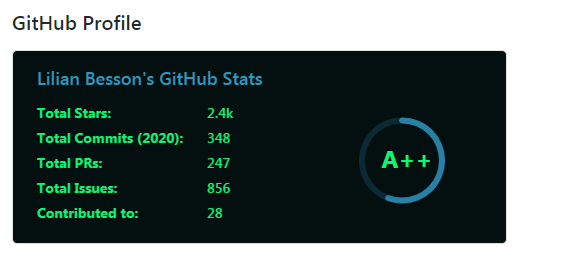 GitHub Profile
Lilian Besson's GitHub Stats
Total Stars: 2.4k
Total Commits (2020): 348
Total PRs: 247
Total Issues: 856
Contributed to: 28
A++